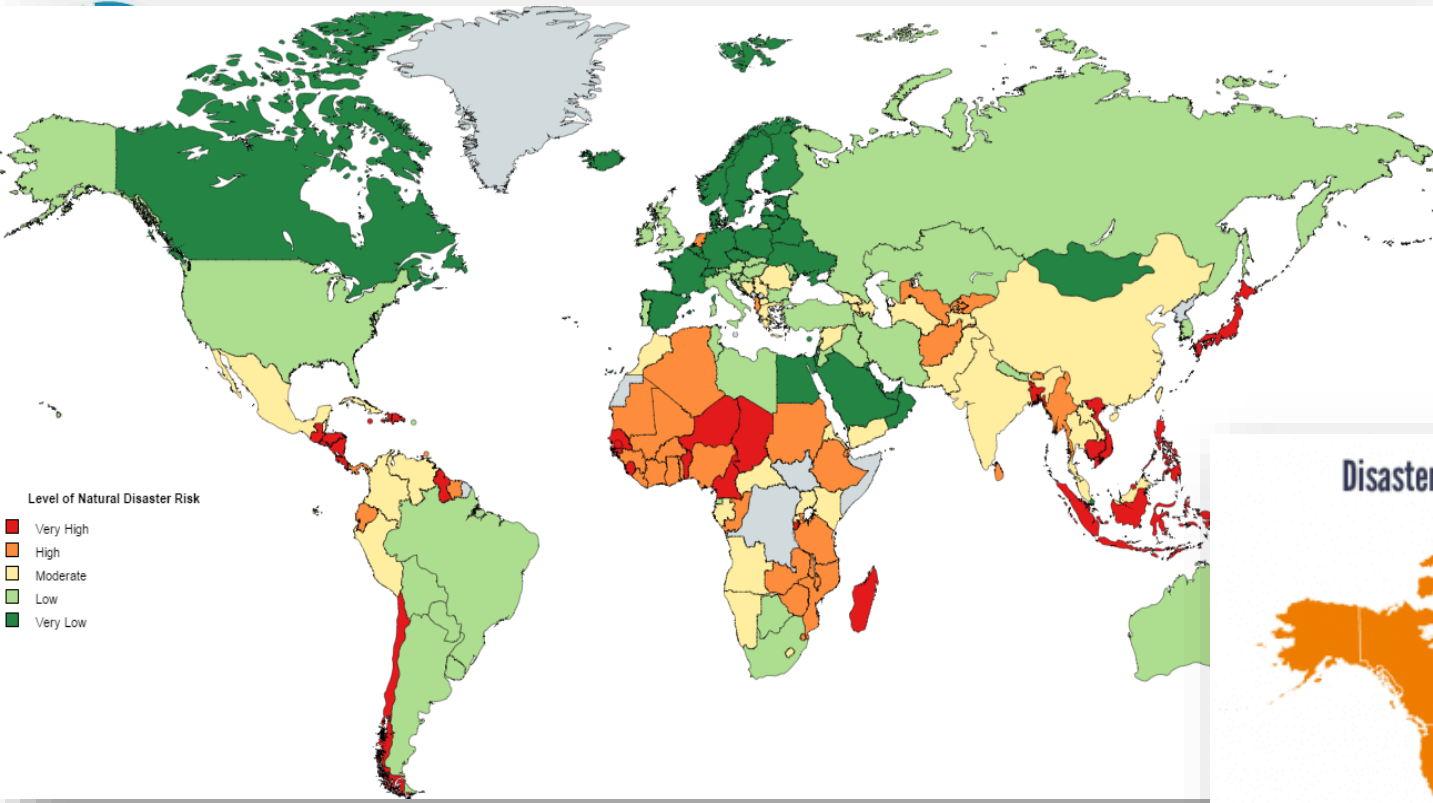 Level of Natural Disaster Risk
Very High
High
Moderate
Low
Very Low
Disaster